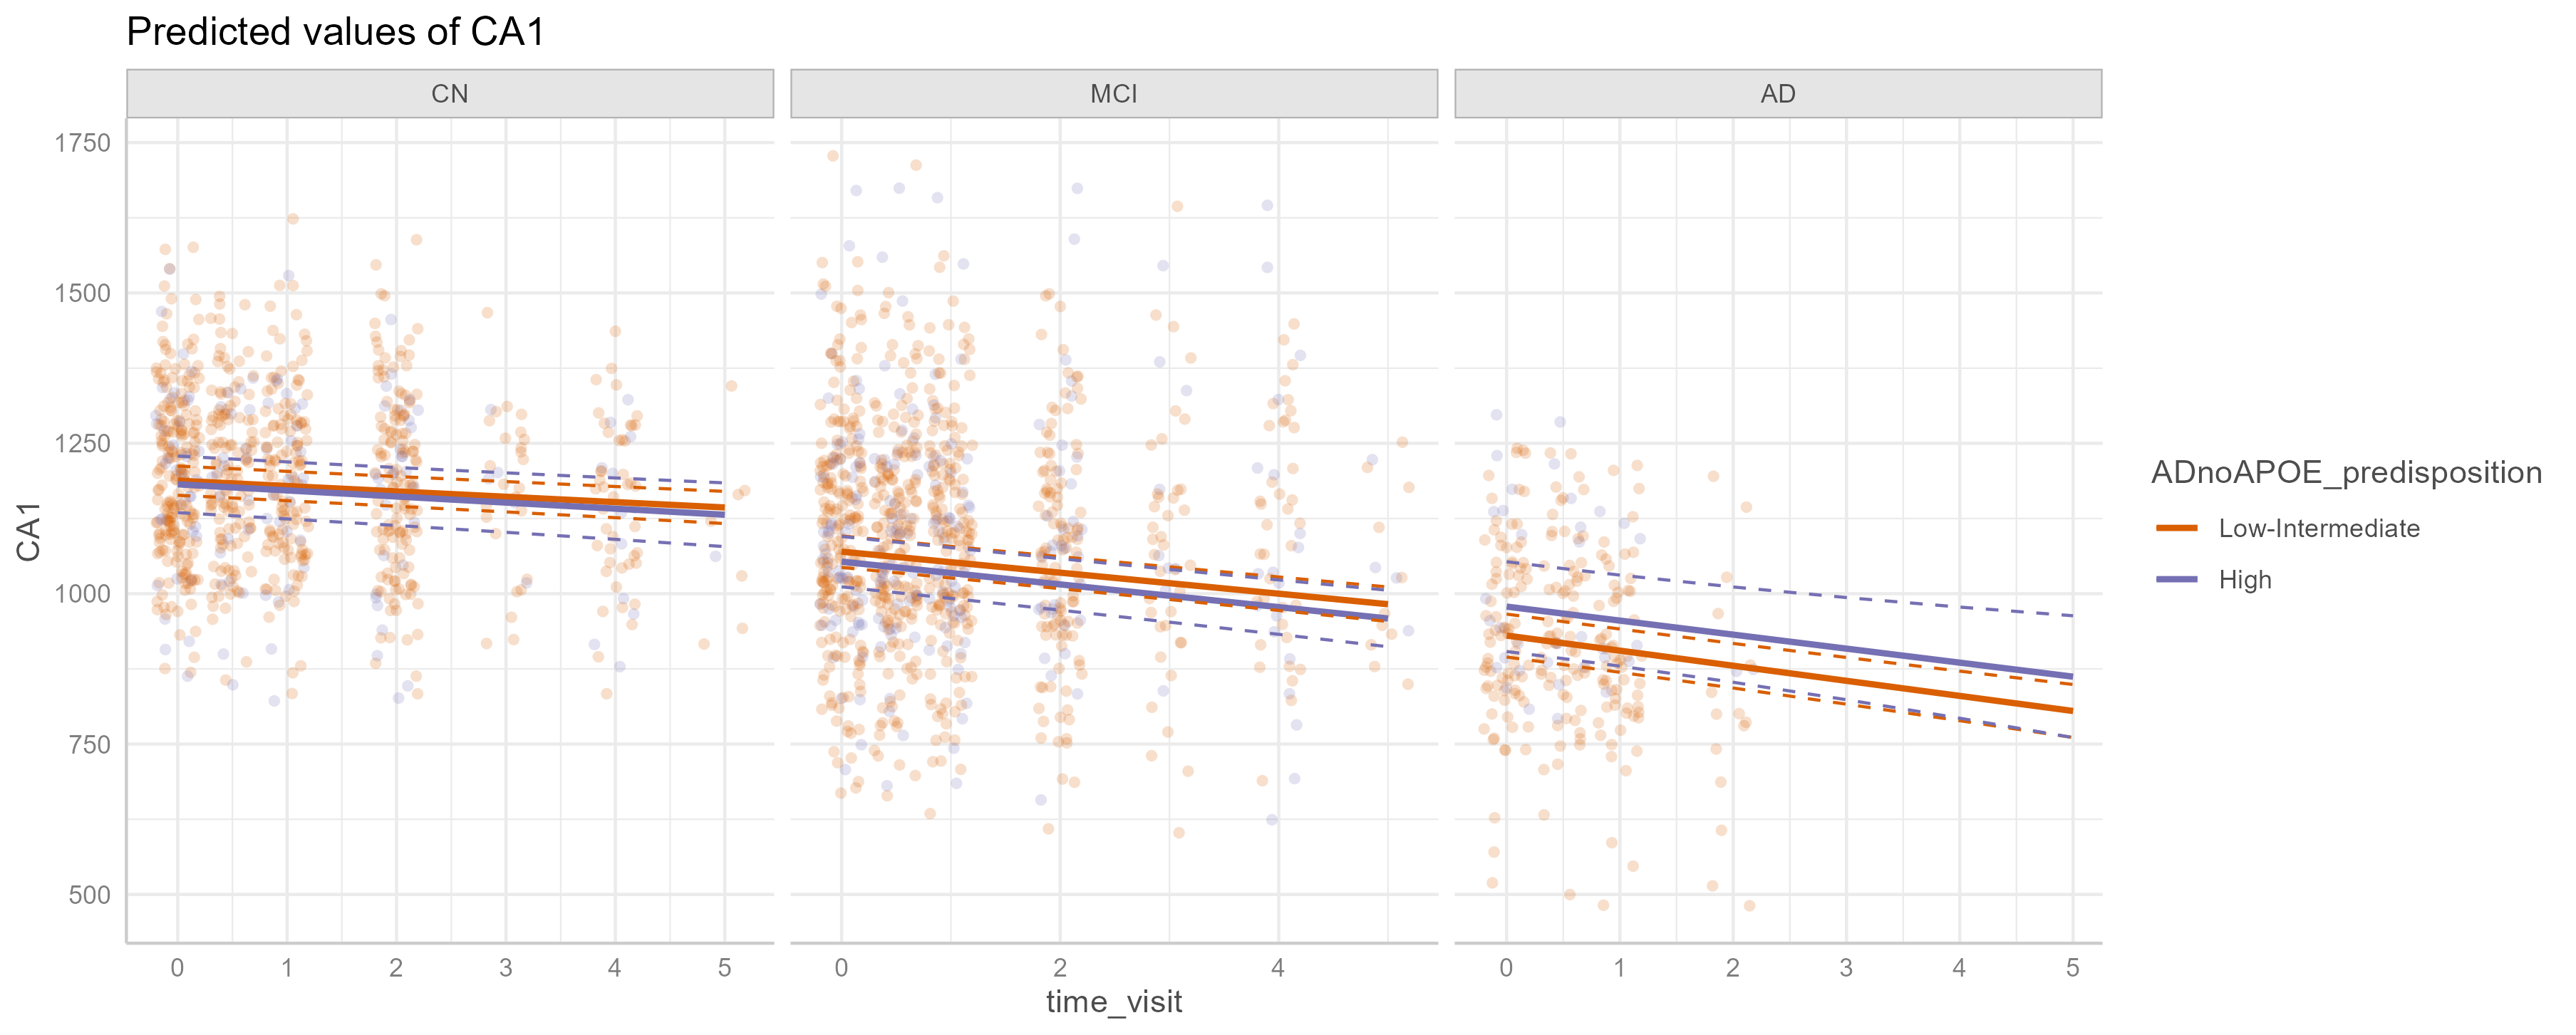 Predicted values of CA1
CN
MCI
AD
1750
1500
1250
1000
750
500
CA1
0 1 2 3 4 5
0 2 4
0 1 2 3 4 5
time_visit
ADnoAPOE_predisposition
Low-Intermediate
High